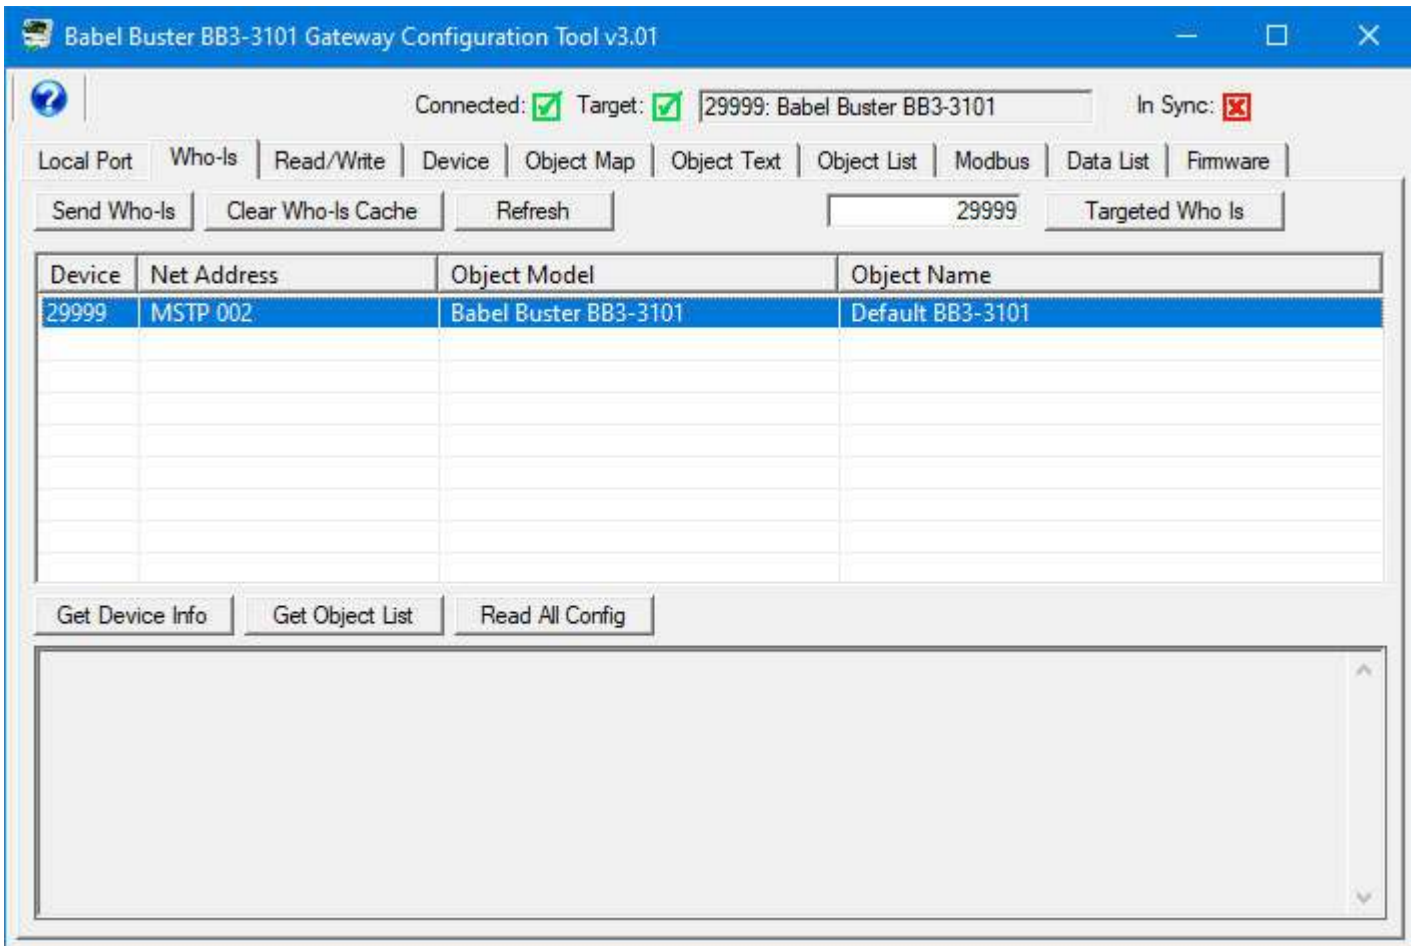 Babel Buster BB3-3101 Gateway Configuration Tool v3.01
Connected: Target: 29999: Babel Buster BB3-3101 In Sync:
Local Port Who-Is Read/Write Device Object Map Object Text Object List Modbus Data List Firmware
Send Who-Is Clear Who-Is Cache Refresh 29999 Targeted Who Is
Device Net Address Object Model Object Name
29999 MSTP 002 Babel Buster BB3-3101 Default BB3-3101
Get Device Info Get Object List Read All Config